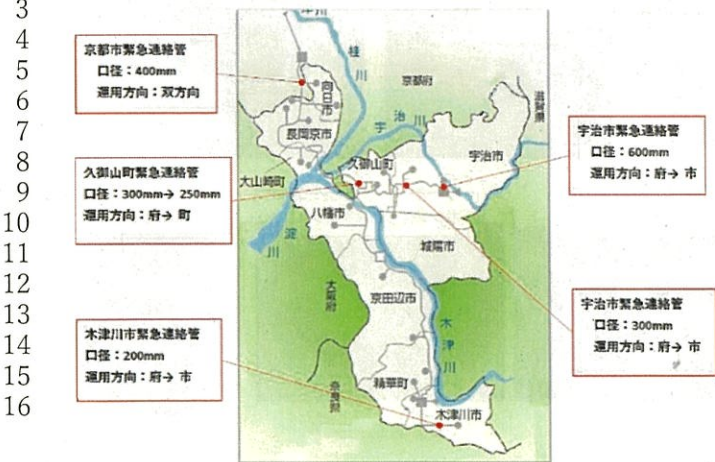 3
4
5
6
7
8
9
10
11
12
13
14
15
16
京都市緊急連絡管
口径：400mm
運用方向：双方向
久御山町緊急連絡管
口径：300mm→ 250mm
運用方向：府→ 町
木津川市緊急連絡管
口径：200mm
運用方向：府→ 市
宇治市緊急連絡管
口径：600mm
運用方向：府→ 市
宇治市緊急連絡管
口径：300mm
運用方向：府→ 市
桂川
京都府
滋賀県
向日市
長岡京市
宇治川
宇治市
久御山町
大山崎町
八幡市
淀川
城陽市
大阪府
京田辺市
木津川
精華町
奈良県
木津川市